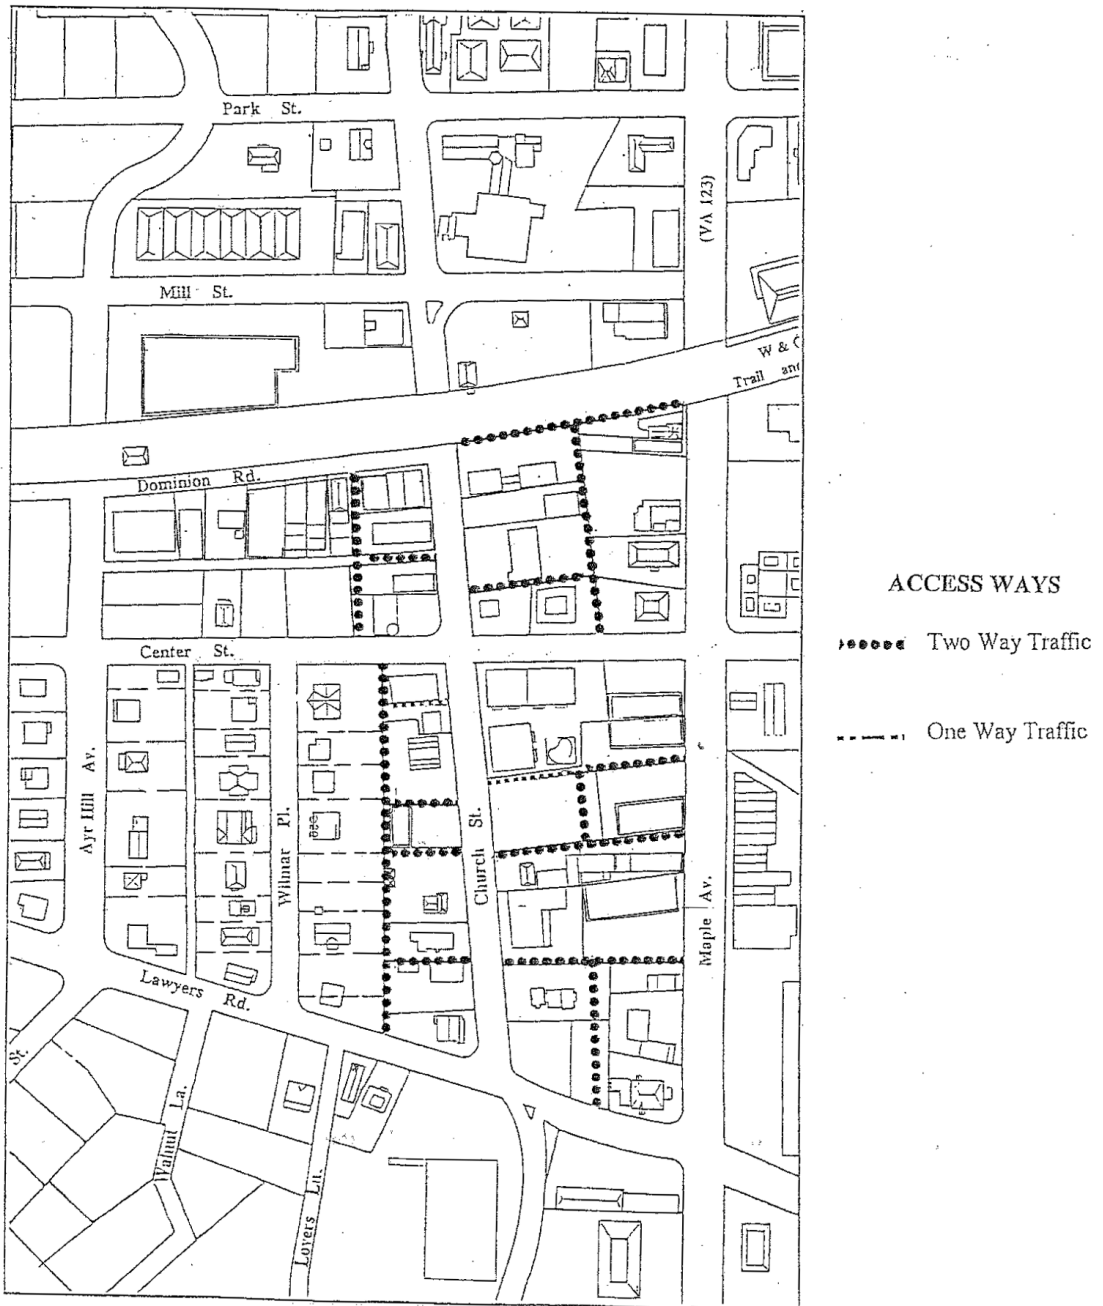 Park St.
(VA 123)
Mill St.
W & O
Trail and
Dominion Rd.
ACCESS WAYS
Two Way Traffic
One Way Traffic
Center St.
Ayr Hill Av.
Wilmar Pl.
Church St.
Maple Av.
Lawyers Rd.
St.
Walnut La.
Lovers Ln.